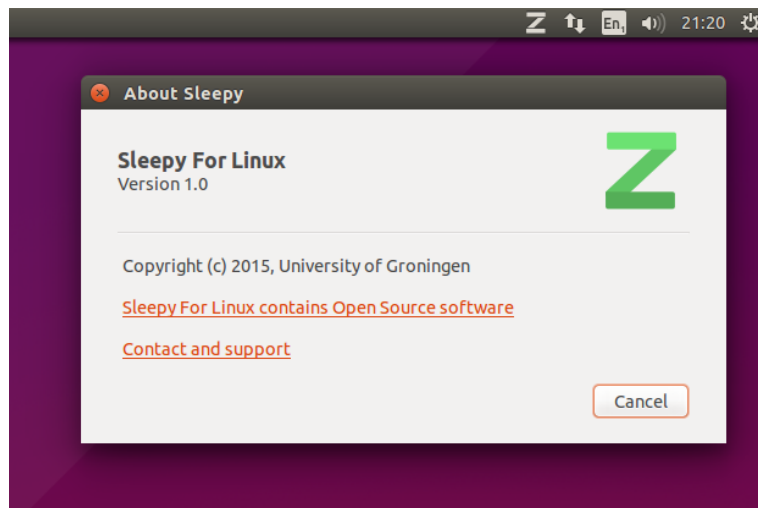 Z En1 21:20
About Sleepy
Sleepy For Linux
Version 1.0
Z
Copyright (c) 2015, University of Groningen
Sleepy For Linux contains Open Source software
Contact and support
Cancel